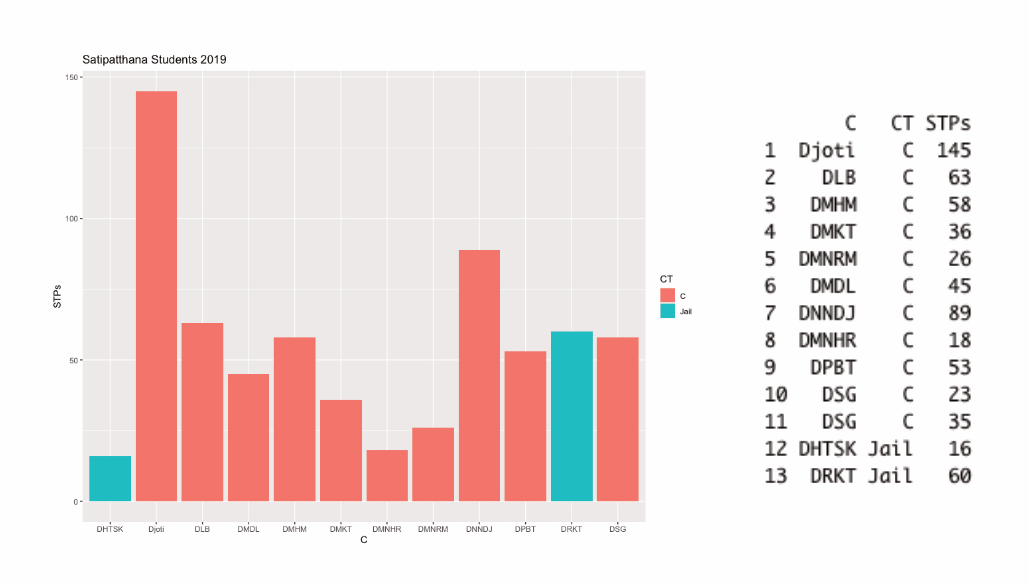 Satipatthana Students 2019
150
100
50
0
STPs
DHTSK Djoti DLB DMDL DMHM DMKT DMNHR DMNRM DNNDJ DPBT DRKT DSG
C
CT
C
Jail
C CT STPs
1 Djoti C 145
2 DLB C 63
3 DMHM C 58
4 DMKT C 36
5 DMNRM C 26
6 DMDL C 45
7 DNNDJ C 89
8 DMNHR C 18
9 DPBT C 53
10 DSG C 23
11 DSG C 35
12 DHTSK Jail 16
13 DRKT Jail 60